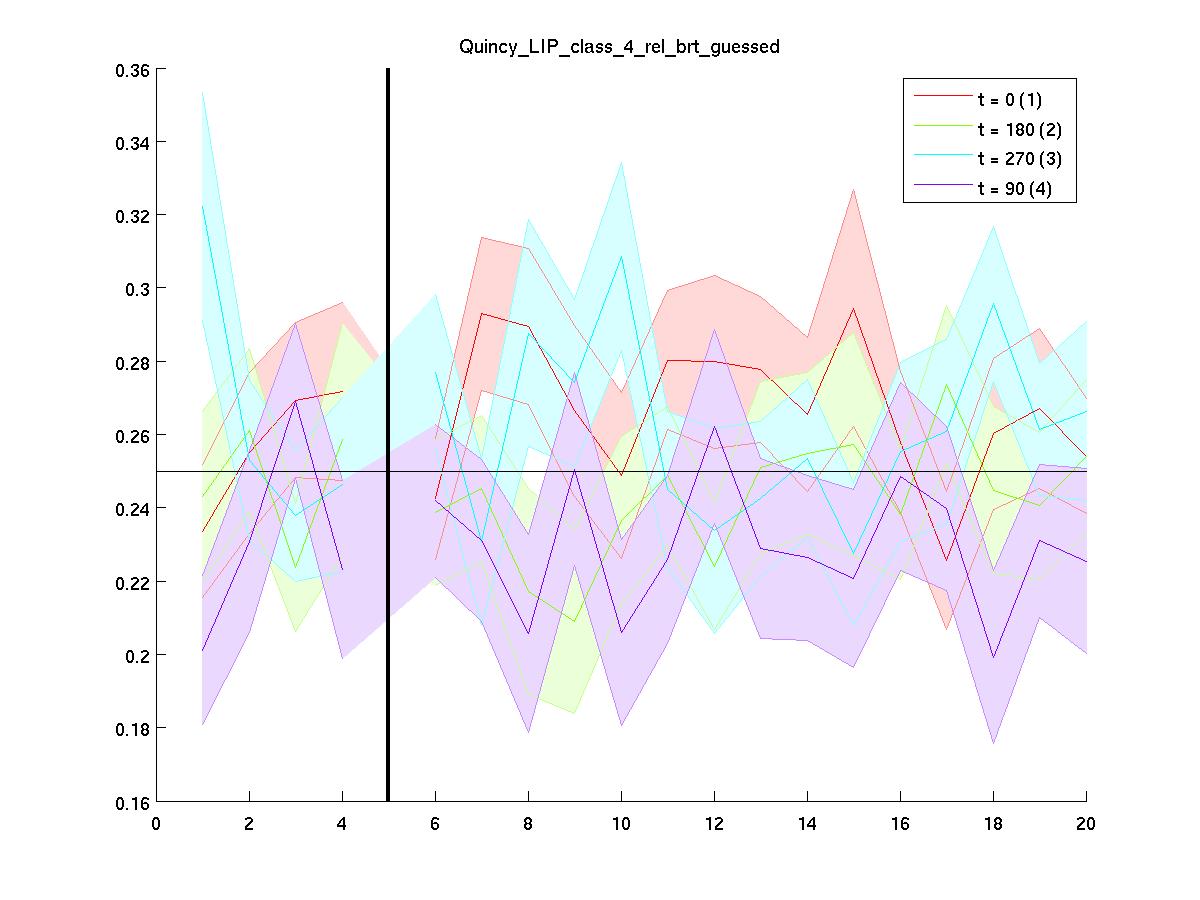 Quincy_LIP_class_4_rel_brt_guessed
0.36
0.34
0.32
0.3
0.28
0.26
0.24
0.22
0.2
0.18
0.16
t = 0 (1)
t = 180 (2)
t = 270 (3)
t = 90 (4)
0 2 4 6 8 10 12 14 16 18 20